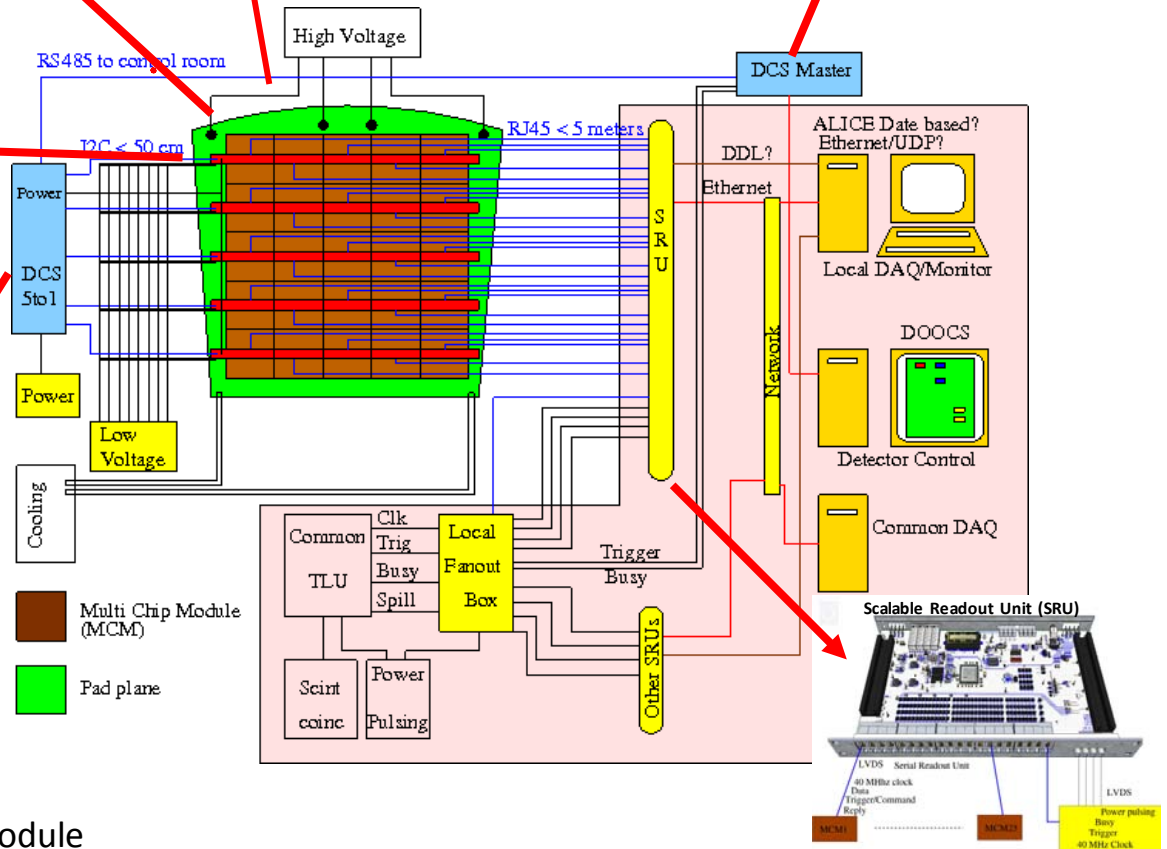 High Voltage
RS485 to control room
DCS Master
I2C < 50 cm
RJ45 < 5 meters
ALICE Date based?
Ethernet/UDP?
DDL?
Ethernet
Power
DCS
5to1
S
R
U
Local DAQ/Monitor
Network
DOOCS
Power
Low
Voltage
Detector Control
Cooling
Common
TLU
Clk
Trig
Busy
Spill
Local
Fanout
Box
Trigger
Busy
Common DAQ
Multi Chip Module
(MCM)
Pad plane
Scint
coinc
Power
Pulsing
Other SRUs
Scalable Readout Unit (SRU)
LVDS
Serial Readout Unit
40 MHhz clock
Data
Trigger/Command
Reply
LVDS
MCM1
MCM25
Power pulsing
Busy
Trigger
40 MHz Clock
odule